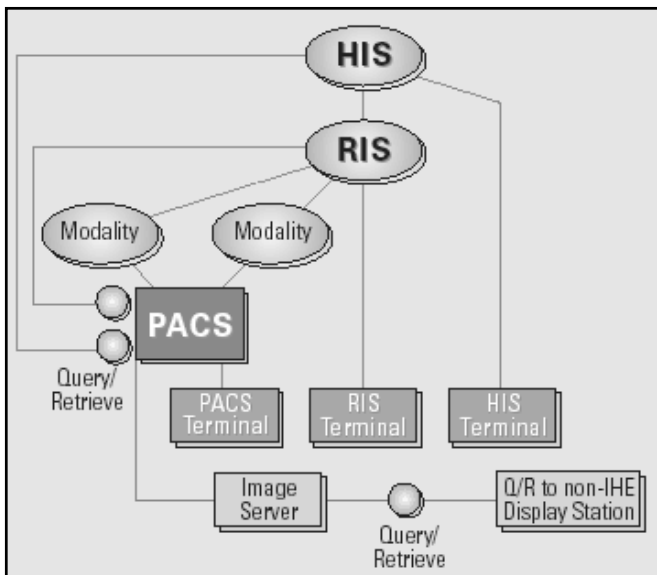 HIS
RIS
Modality
Modality
PACS
Query/
Retrieve
PACS
Terminal
RIS
Terminal
HIS
Terminal
Image
Server
Query/
Retrieve
Q/R to non-IHE
Display Station